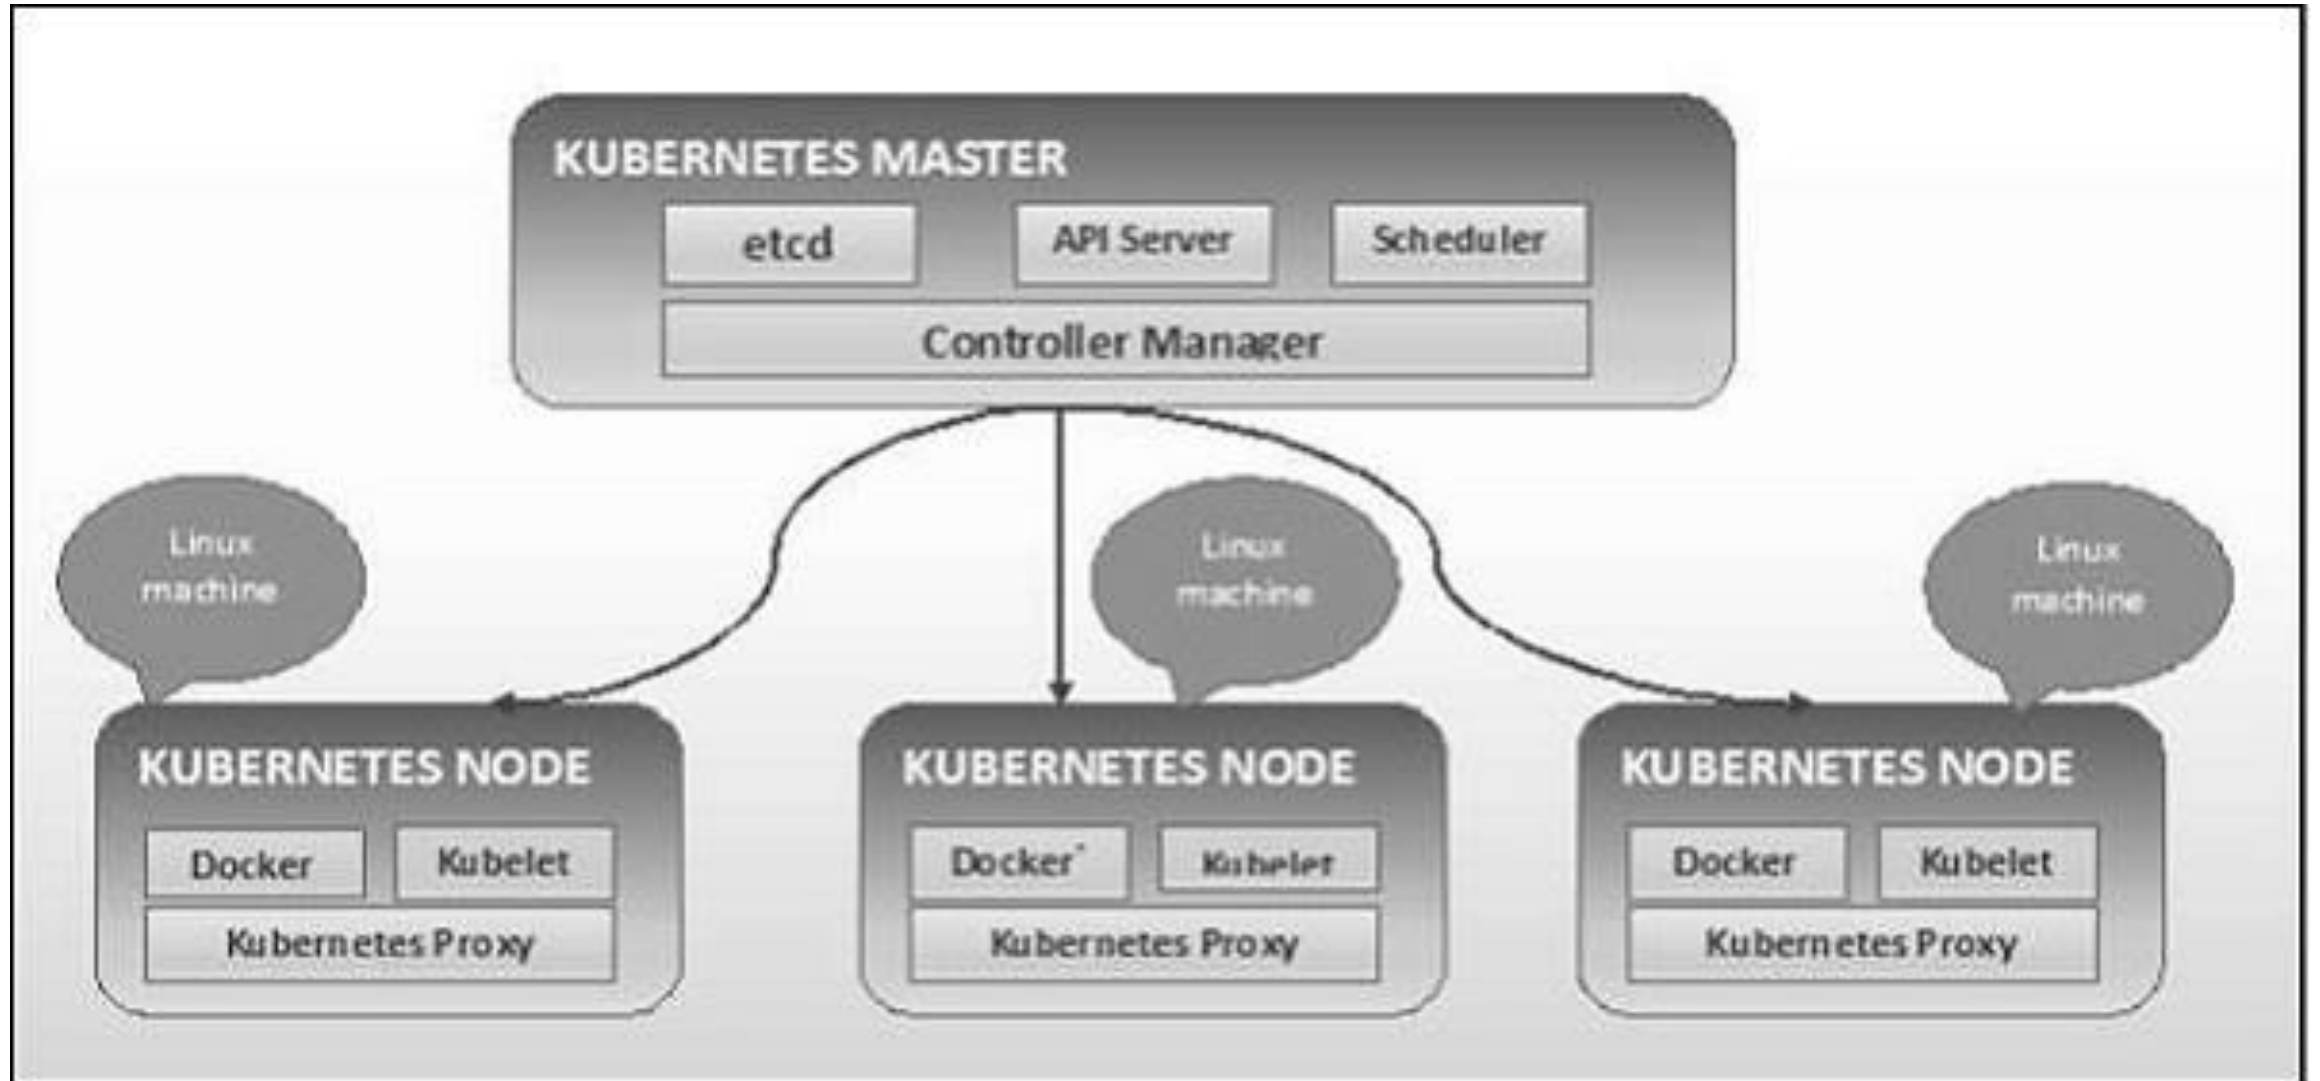 KUBERNETES MASTER
etcd
API Server
Scheduler
Controller Manager
Linux
machine
Linux
machine
Linux
machine
KUBERNETES NODE
Docker
Kubelet
Kubernetes Proxy
KUBERNETES NODE
Docker
Kubelet
Kubernetes Proxy
KUBERNETES NODE
Docker
Kubelet
Kubernetes Proxy